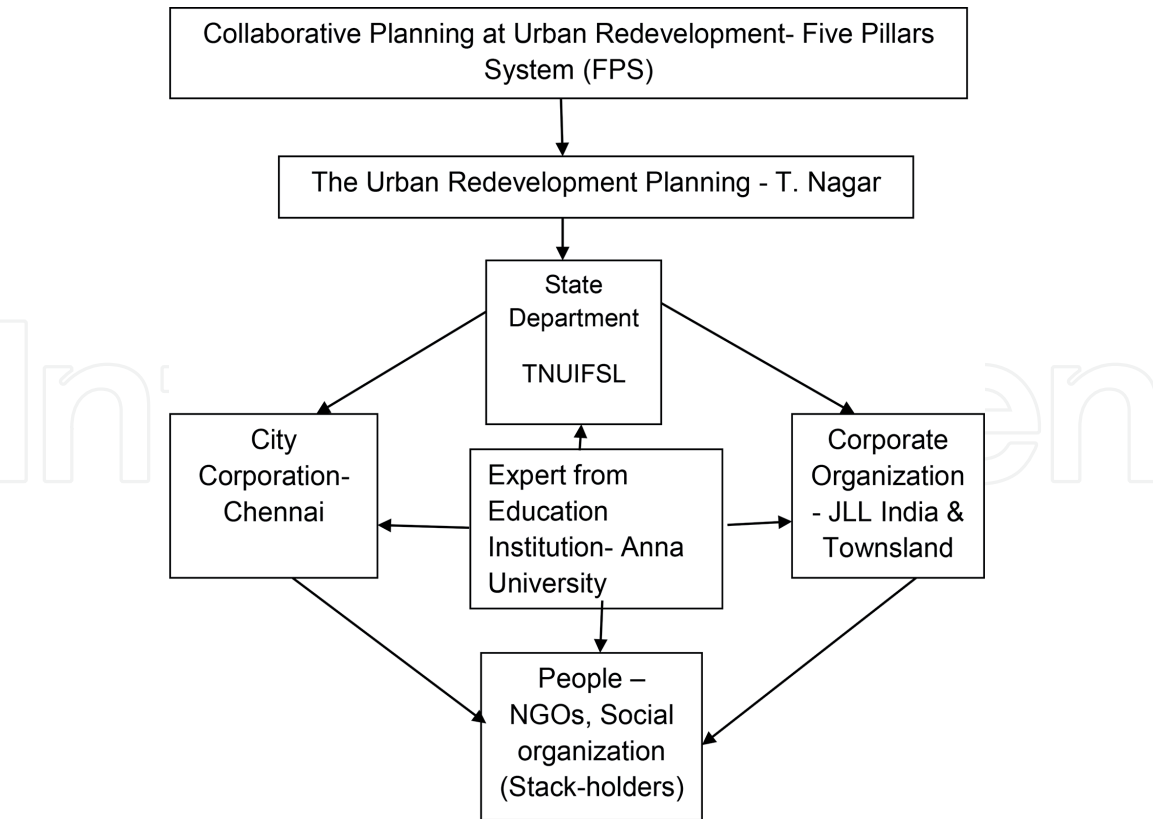 Collaborative Planning at Urban Redevelopment- Five Pillars
System (FPS)
The Urban Redevelopment Planning - T. Nagar
State
Department
TNUIFSL
City
Corporation-
Chennai
Expert from
Education
Institution- Anna
University
Corporate
Organization
- JLL India &
Townsland
People –
NGOs, Social
organization
(Stack-holders)